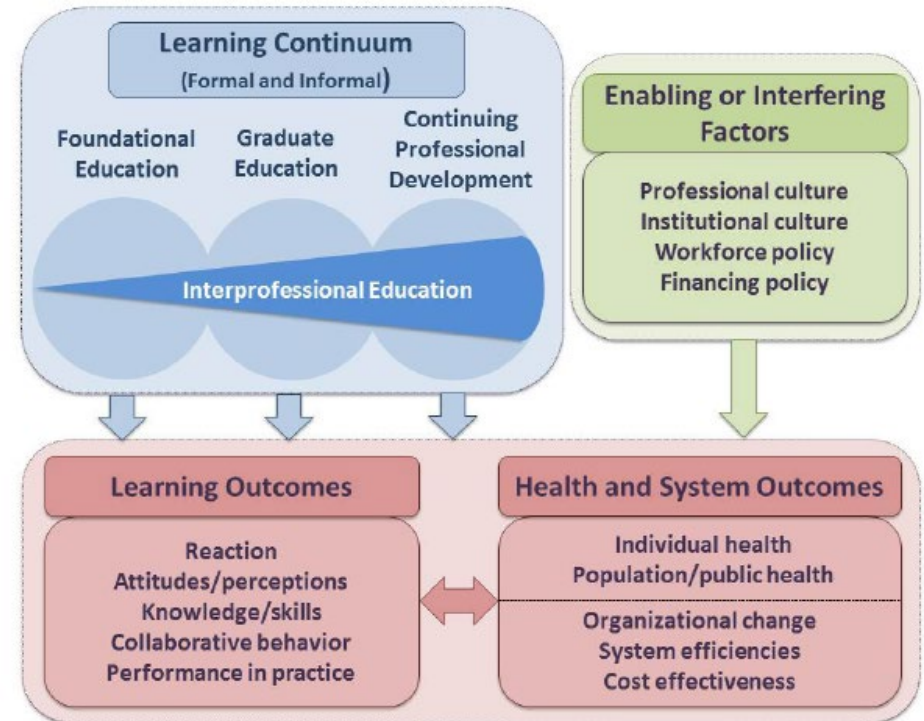 Learning Continuum
(Formal and Informal)
Foundational
Education
Graduate
Education
Continuing
Professional
Development
Interprofessional Education
Enabling or Interfering
Factors
Professional culture
Institutional culture
Workforce policy
Financing policy
Learning Outcomes
Reaction
Attitudes/perceptions
Knowledge/skills
Collaborative behavior
Performance in practice
Health and System Outcomes
Individual health
Population/public health
Organizational change
System efficiencies
Cost effectiveness